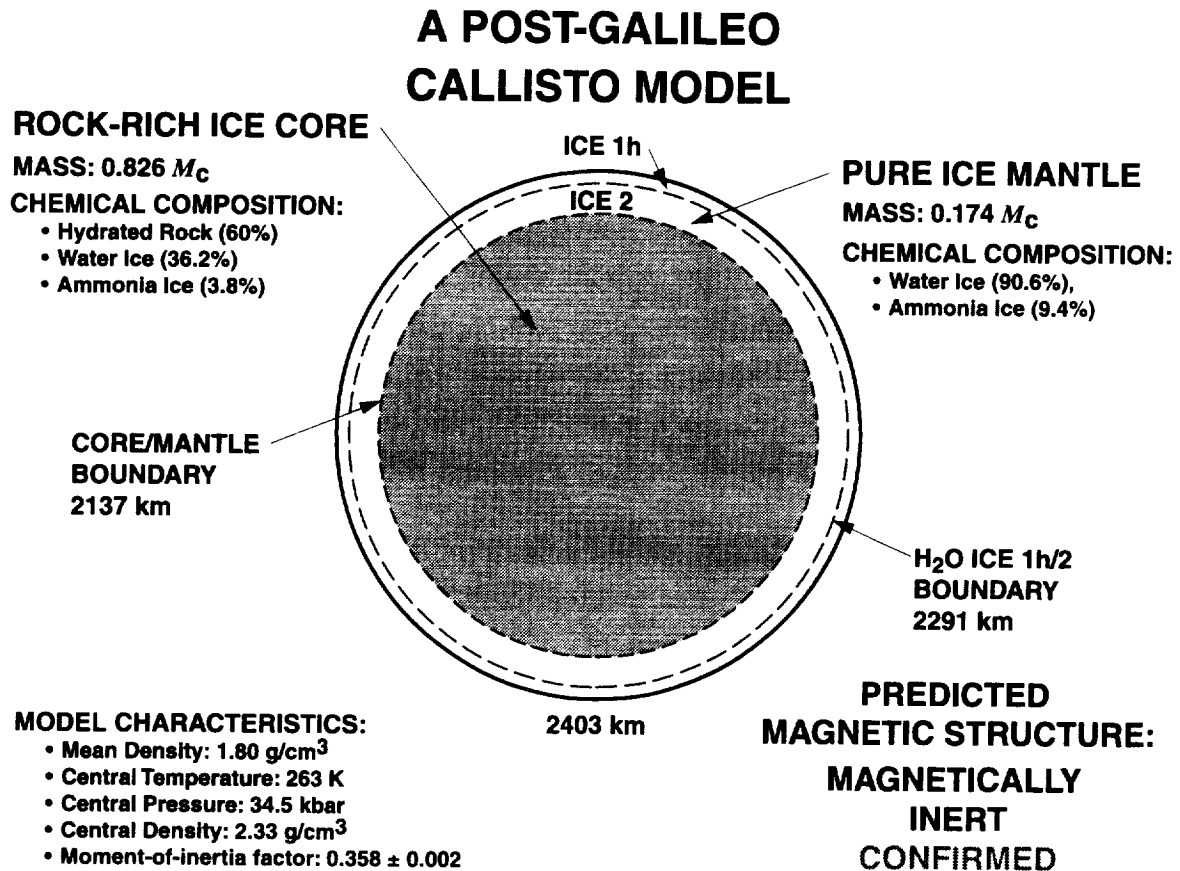 A POST-GALILEO
CALLISTO MODEL
ROCK-RICH ICE CORE
MASS: 0.826 Mc
CHEMICAL COMPOSITION:
• Hydrated Rock (60%)
• Water Ice (36.2%)
• Ammonia Ice (3.8%)
ICE 1h
ICE 2
PURE ICE MANTLE
MASS: 0.174 Mc
CHEMICAL COMPOSITION:
• Water Ice (90.6%),
• Ammonia Ice (9.4%)
CORE/MANTLE
BOUNDARY
2137 km
H₂O ICE 1h/2
BOUNDARY
2291 km
2403 km
MODEL CHARACTERISTICS:
• Mean Density: 1.80 g/cm³
• Central Temperature: 263 K
• Central Pressure: 34.5 kbar
• Central Density: 2.33 g/cm³
• Moment-of-inertia factor: 0.358 ± 0.002
PREDICTED
MAGNETIC STRUCTURE:
MAGNETICALLY
INERT
CONFIRMED